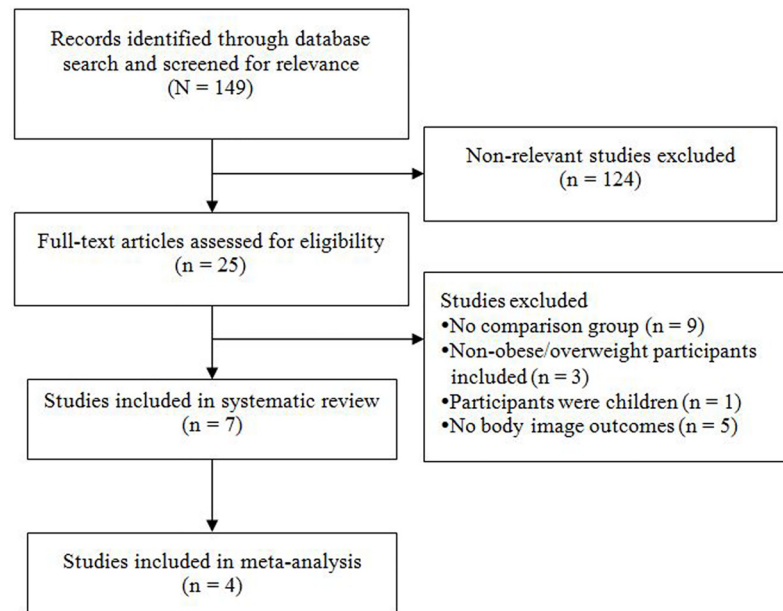 Records identified through database
search and screened for relevance
(N = 149)
Non-relevant studies excluded
(n = 124)
Full-text articles assessed for eligibility
(n = 25)
Studies excluded
•No comparison group (n = 9)
•Non-obese/overweight participants
included (n = 3)
•Participants were children (n = 1)
•No body image outcomes (n = 5)
Studies included in systematic review
(n = 7)
Studies included in meta-analysis
(n = 4)